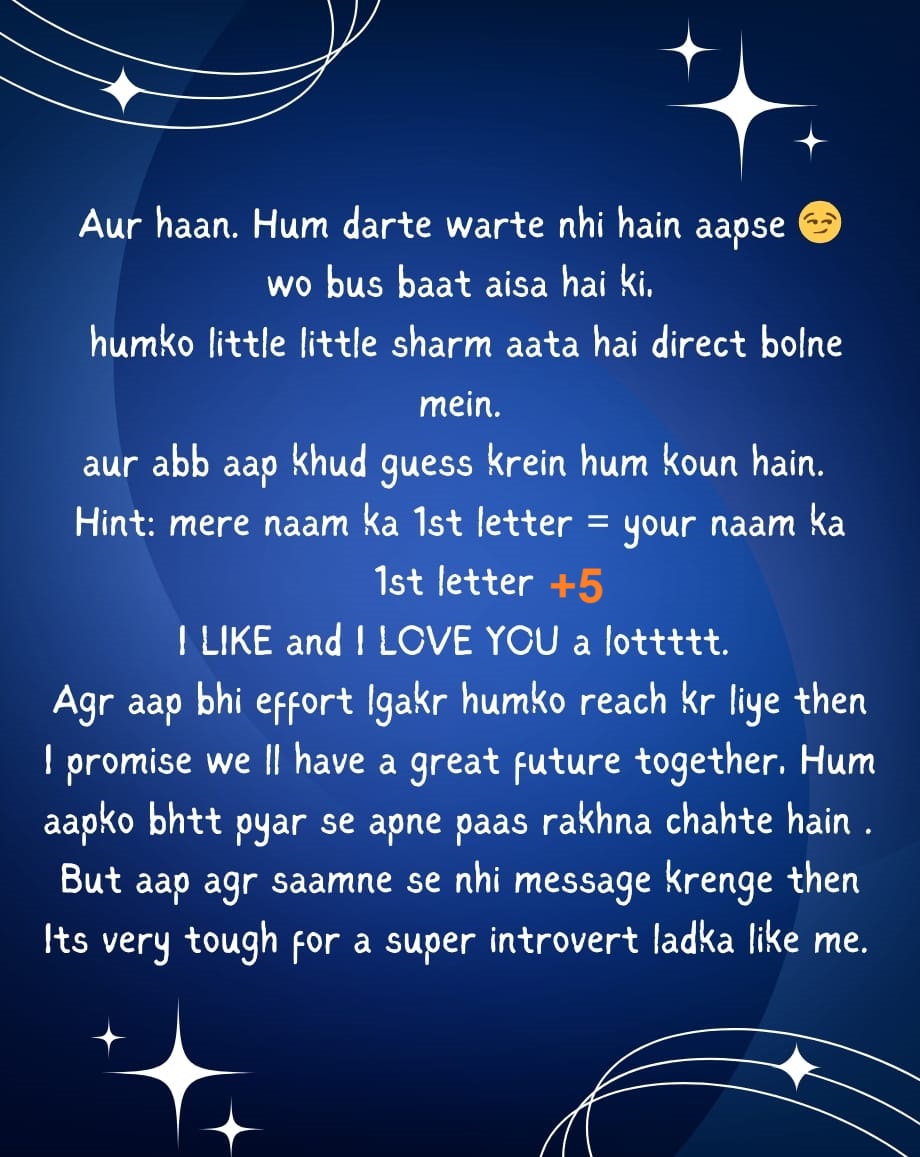 Aur haan. Hum darte warte nhi hain aapse 😏
wo bus baat aisa hai ki.
humko little little sharm aata hai direct bolne
mein.
aur abb aap khud guess krein hum koun hain.
Hint: mere naam ka 1st letter = your naam ka
1st letter +5
I LIKE and I LOVE YOU a lottttt.
Agr aap bhi effort lgakr humko reach kr liye then
I promise we ll have a great future together. Hum
aapko bhtt pyar se apne paas rakhna chahte hain .
But aap agr saamne se nhi message krenge then
Its very tough for a super introvert ladka like me.